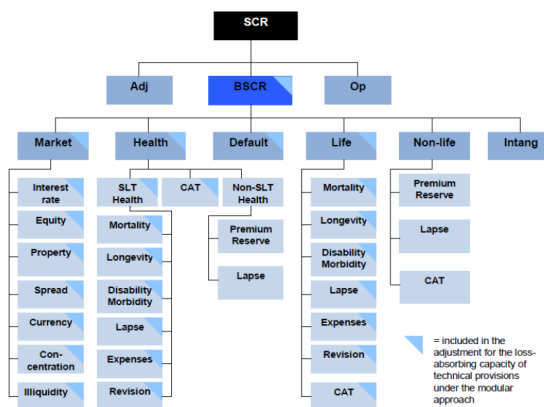 SCR
Adj
BSCR
Op
Market
Health
Default
Life
Non-life
Intang
Interest
rate
Equity
Property
Spread
Currency
Con-
centration
Illiquidity
SLT
Health
Mortality
Longevity
Disability
Morbidity
Lapse
Expenses
Revision
CAT
Non-SLT
Health
Premium
Reserve
Lapse
Mortality
Longevity
Disability
Morbidity
Lapse
Expenses
Revision
CAT
Premium
Reserve
Lapse
CAT
= included in the
adjustment for the loss-
absorbing capacity of
technical provisions
under the modular
approach